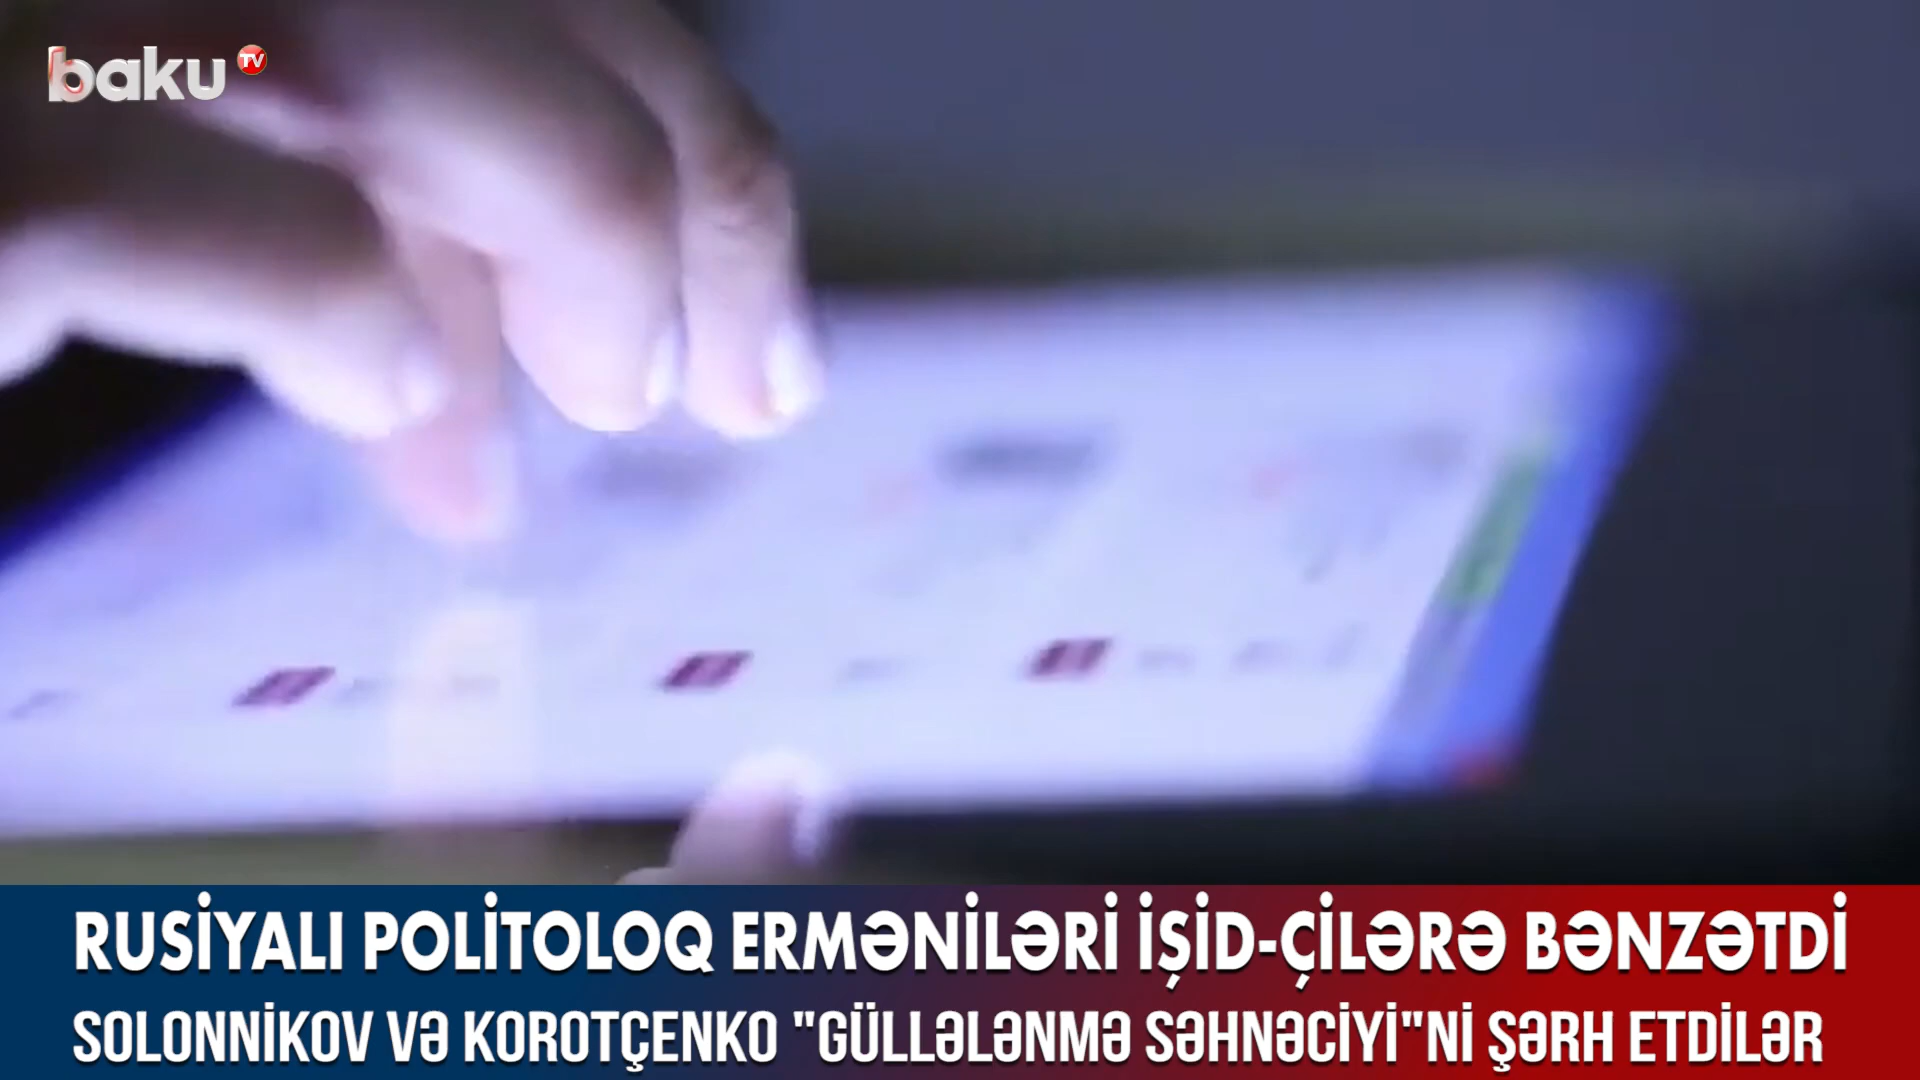 baku TV
RUSİYALI POLİTOLOQ ERMƏNİLƏRİ İŞİD-ÇİLƏRƏ BƏNZƏTDİ
SOLONNİKOV VƏ KOROTÇENKO "GÜLLƏLƏNMƏ SƏHNƏCİYİ"Nİ ŞƏRH ETDİLƏR